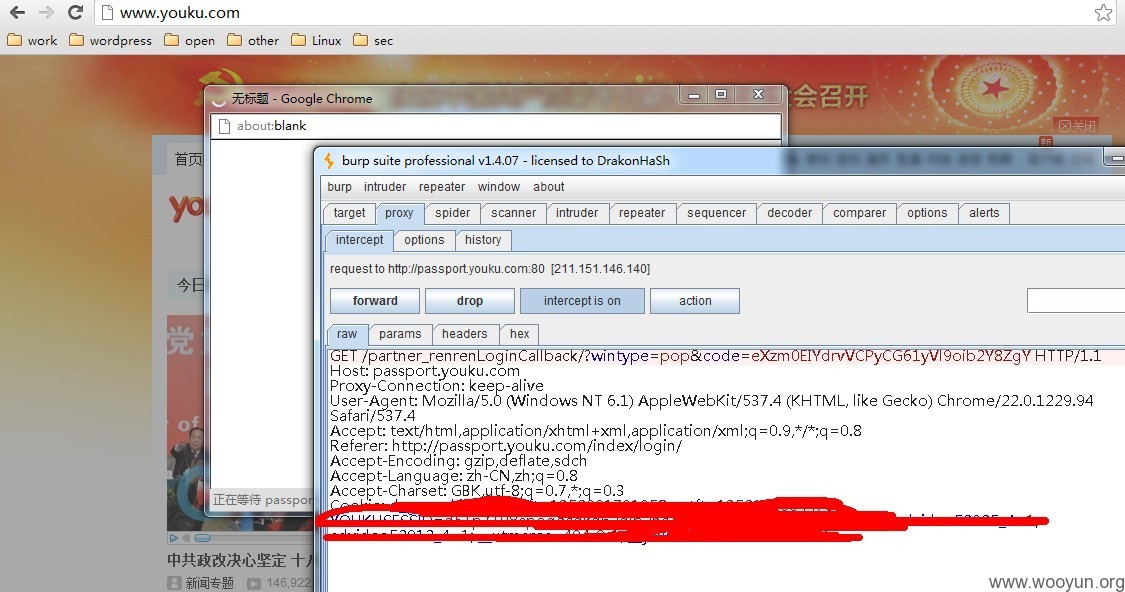 www.youku.com
work wordpress open other Linux sec
会召开
关闭
无标题 - Google Chrome
about:blank
新
首页
burp suite professional v1.4.07 - licensed to DrakonHaSh
burp intruder repeater window about
target proxy spider scanner intruder repeater sequencer decoder comparer options alerts
intercept options history
request to http://passport.youku.com:80 [211.151.146.140]
forward drop intercept is on action
raw params headers hex
GET /partner_renrenLoginCallback/?wintype=pop&code=eXzm0EIYdrvVCPyCG61yVl9oib2Y8ZgY HTTP/1.1
Host: passport.youku.com
Proxy-Connection: keep-alive
User-Agent: Mozilla/5.0 (Windows NT 6.1) AppleWebKit/537.4 (KHTML, like Gecko) Chrome/22.0.1229.94
Safari/537.4
Accept: text/html,application/xhtml+xml,application/xml;q=0.9,*/*;q=0.8
Referer: http://passport.youku.com/index/login/
Accept-Encoding: gzip,deflate,sdch
Accept-Language: zh-CN,zh;q=0.8
Accept-Charset: GBK,utf-8;q=0.7,*;q=0.3
今日
党
正在等待 passpor
中共政改决心坚定 十八
新闻专题 146,922
www.wooyun.org